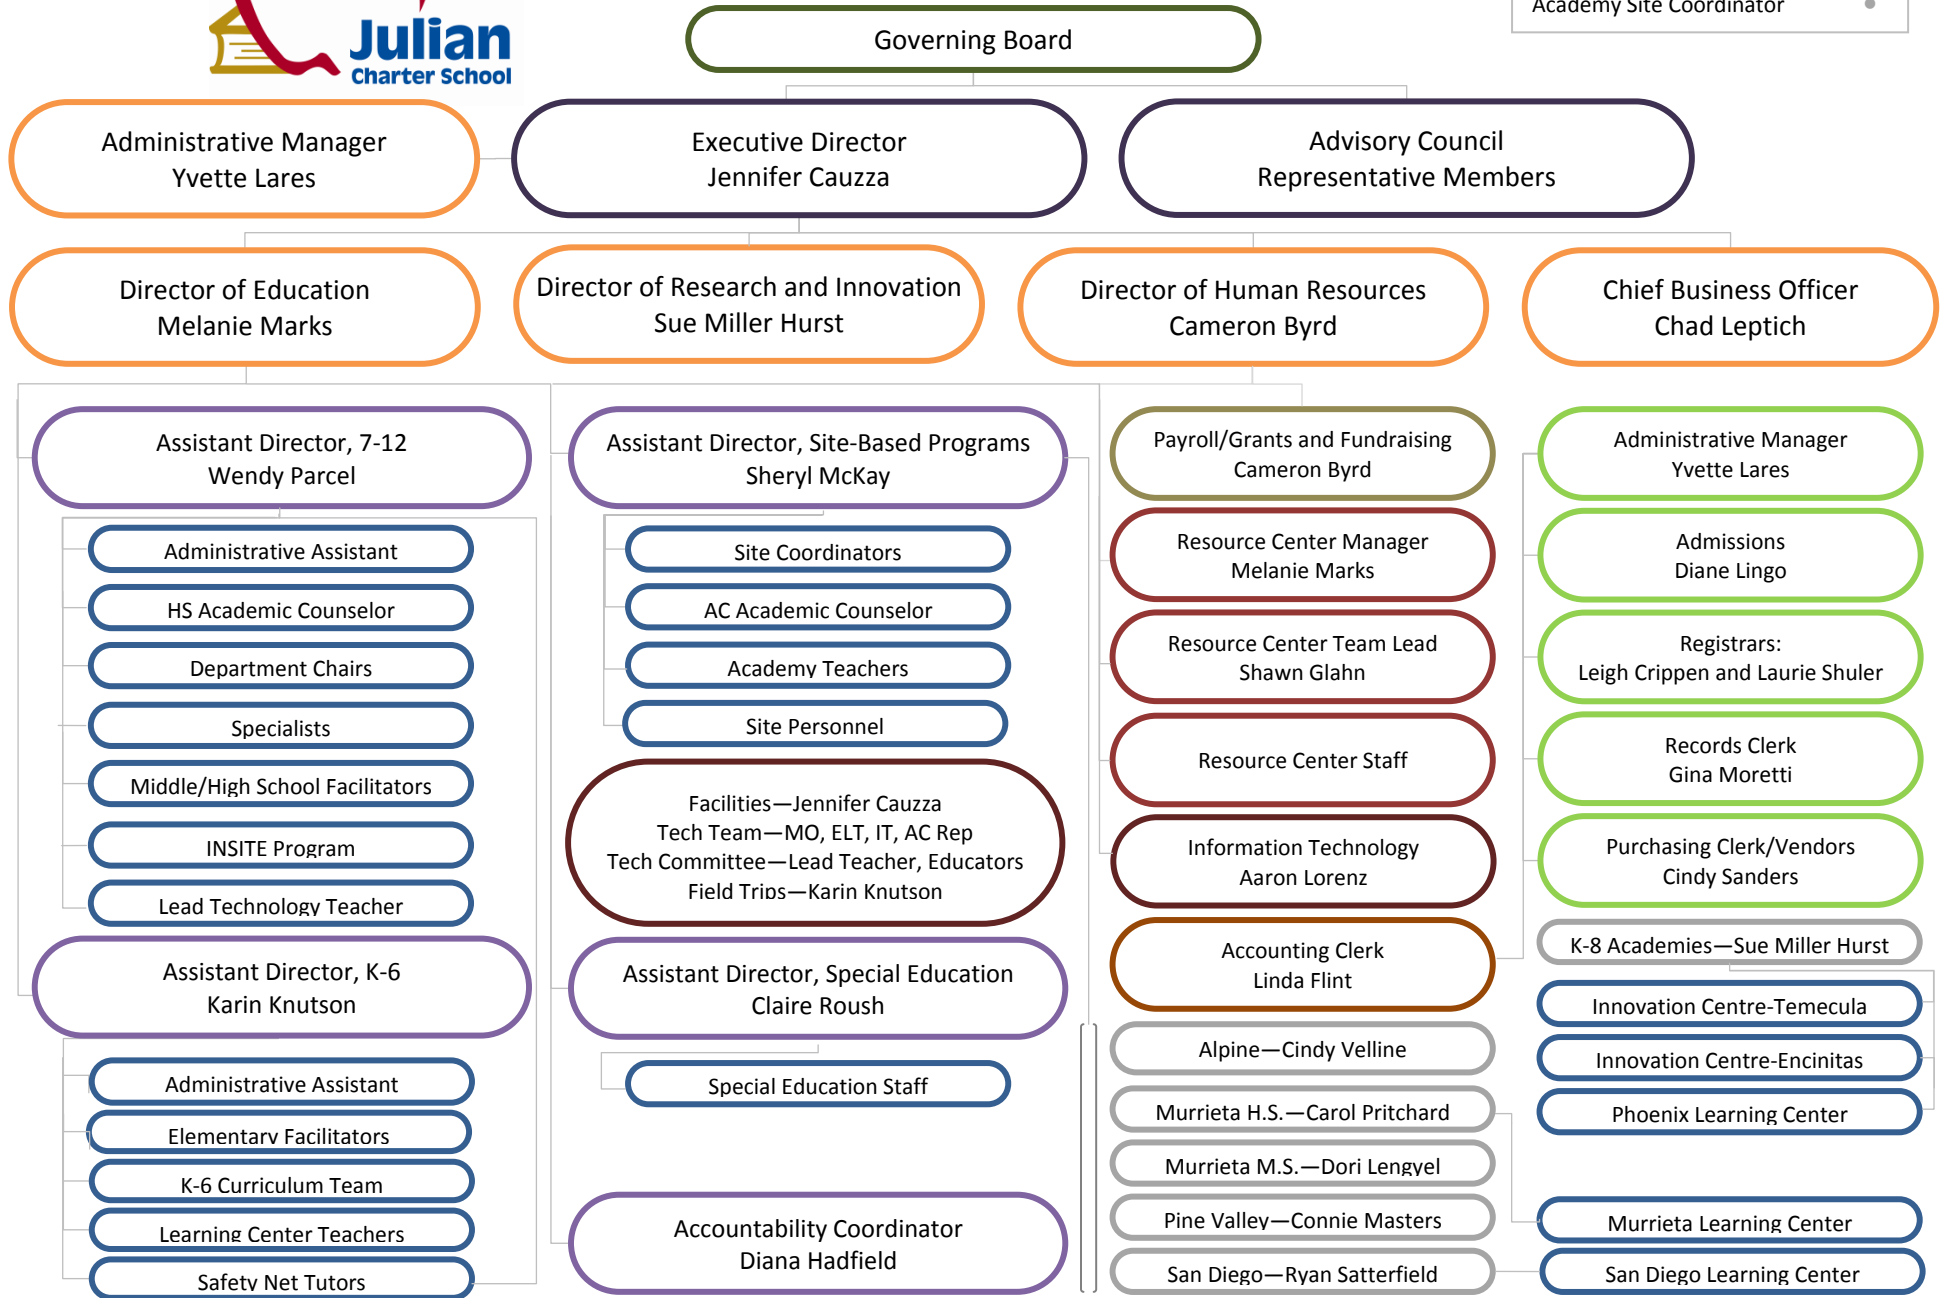 Academy Site Coordinator
Julian
Charter School
Governing Board
Administrative Manager
Yvette Lares
Executive Director
Jennifer Cauzza
Advisory Council
Representative Members
Director of Education
Melanie Marks
Director of Research and Innovation
Sue Miller Hurst
Director of Human Resources
Cameron Byrd
Chief Business Officer
Chad Leptich
Assistant Director, 7-12
Wendy Parcel
Administrative Assistant
HS Academic Counselor
Department Chairs
Specialists
Middle/High School Facilitators
INSITE Program
Lead Technology Teacher
Assistant Director, K-6
Karin Knutson
Administrative Assistant
Elementary Facilitators
K-6 Curriculum Team
Learning Center Teachers
Safety Net Tutors
Assistant Director, Site-Based Programs
Sheryl McKay
Site Coordinators
AC Academic Counselor
Academy Teachers
Site Personnel
Facilities—Jennifer Cauzza
Tech Team—MO, ELT, IT, AC Rep
Tech Committee—Lead Teacher, Educators
Field Trips—Karin Knutson
Assistant Director, Special Education
Claire Roush
Special Education Staff
Accountability Coordinator
Diana Hadfield
Payroll/Grants and Fundraising
Cameron Byrd
Resource Center Manager
Melanie Marks
Resource Center Team Lead
Shawn Glahn
Resource Center Staff
Information Technology
Aaron Lorenz
Accounting Clerk
Linda Flint
Alpine—Cindy Velline
Murrieta H.S.—Carol Pritchard
Murrieta M.S.—Dori Lengyel
Pine Valley—Connie Masters
San Diego—Ryan Satterfield
Administrative Manager
Yvette Lares
Admissions
Diane Lingo
Registrars:
Leigh Crippen and Laurie Shuler
Records Clerk
Gina Moretti
Purchasing Clerk/Vendors
Cindy Sanders
K-8 Academies—Sue Miller Hurst
Innovation Centre-Temecula
Innovation Centre-Encinitas
Phoenix Learning Center
Murrieta Learning Center
San Diego Learning Center